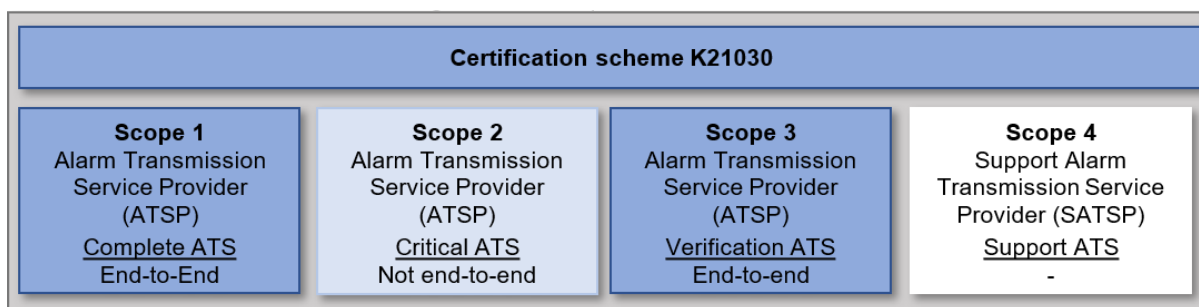 Certification scheme K21030
Scope 1
Alarm Transmission
Service Provider
(ATSP)
Complete ATS
End-to-End
Scope 2
Alarm Transmission
Service Provider
(ATSP)
Critical ATS
Not end-to-end
Scope 3
Alarm Transmission
Service Provider
(ATSP)
Verification ATS
End-to-end
Scope 4
Support Alarm
Transmission Service
Provider (SATSP)
Support ATS
-